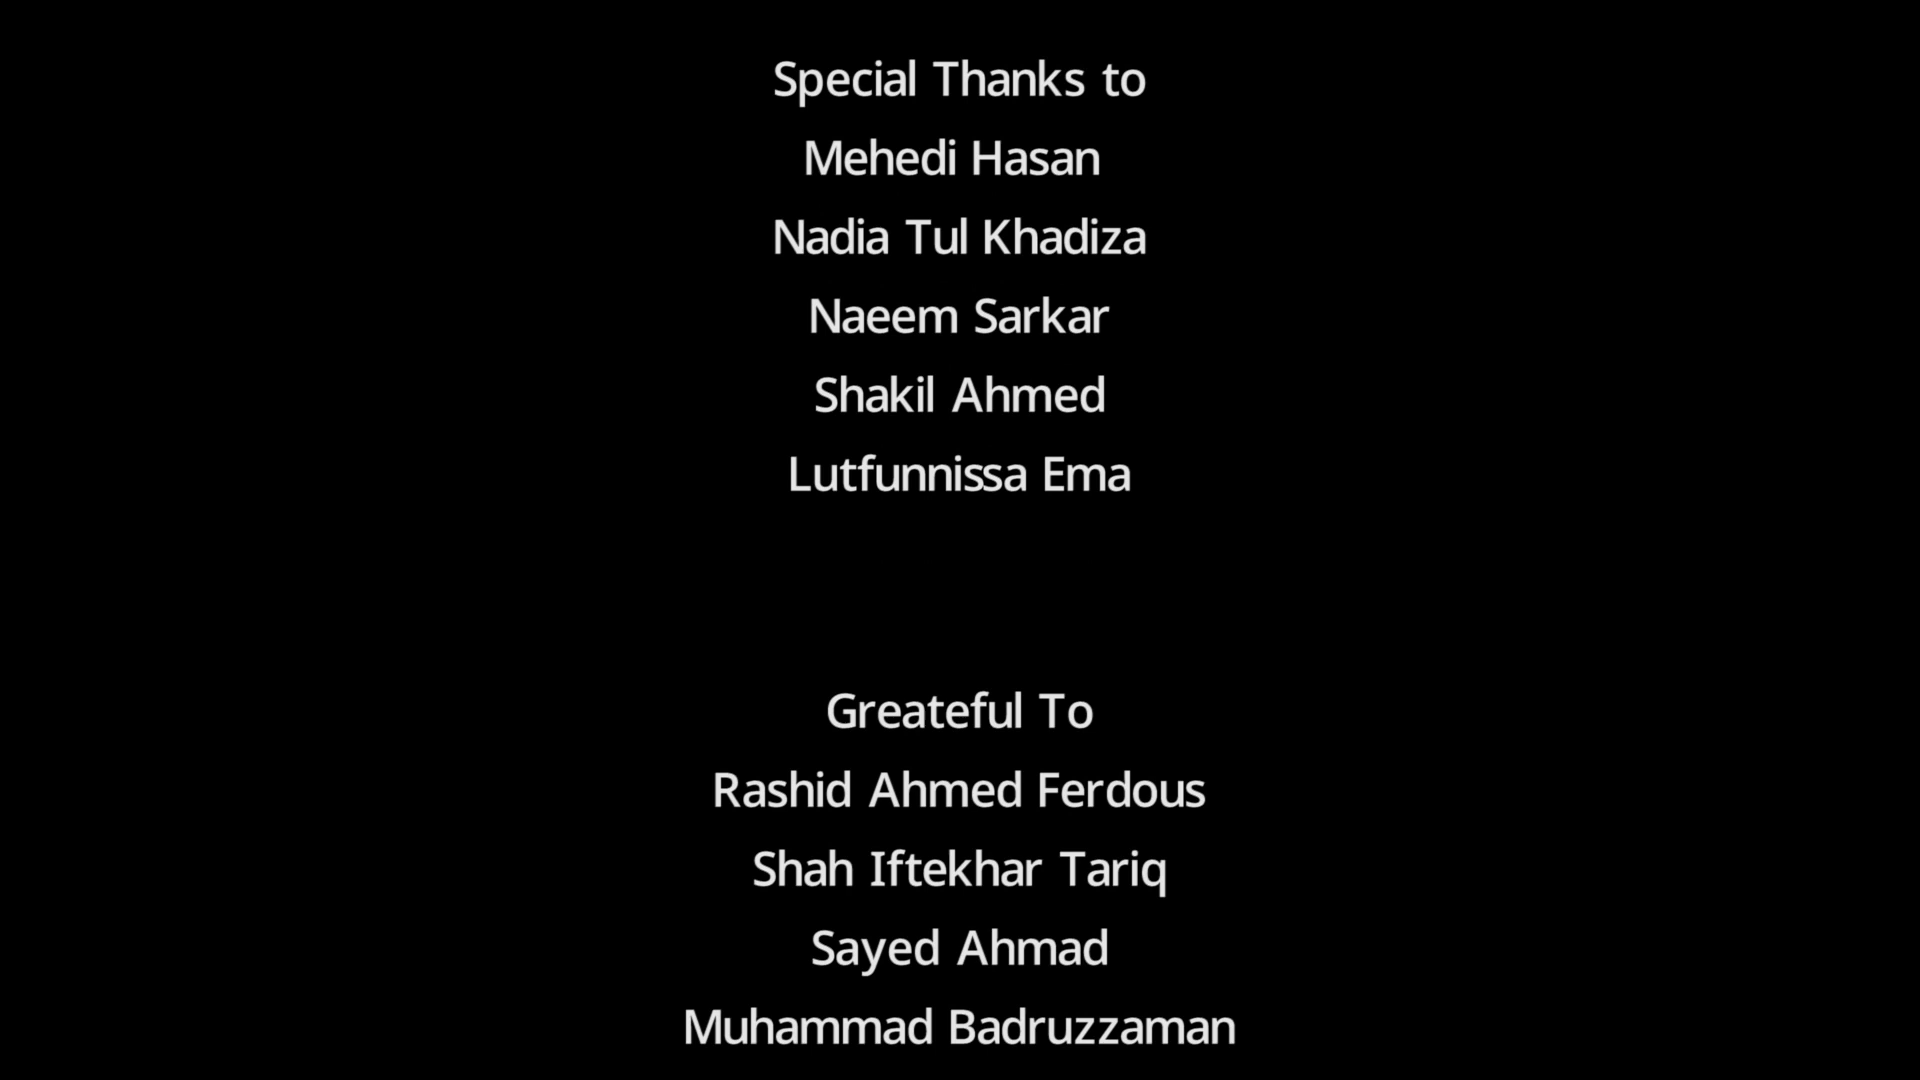 Special Thanks to
Mehedi Hasan
Nadia Tul Khadiza
Naeem Sarkar
Shakil Ahmed
Lutfunnissa Ema
Greateful To
Rashid Ahmed Ferdous
Shah Iftekhar Tariq
Sayed Ahmad
Muhammad Badruzzaman